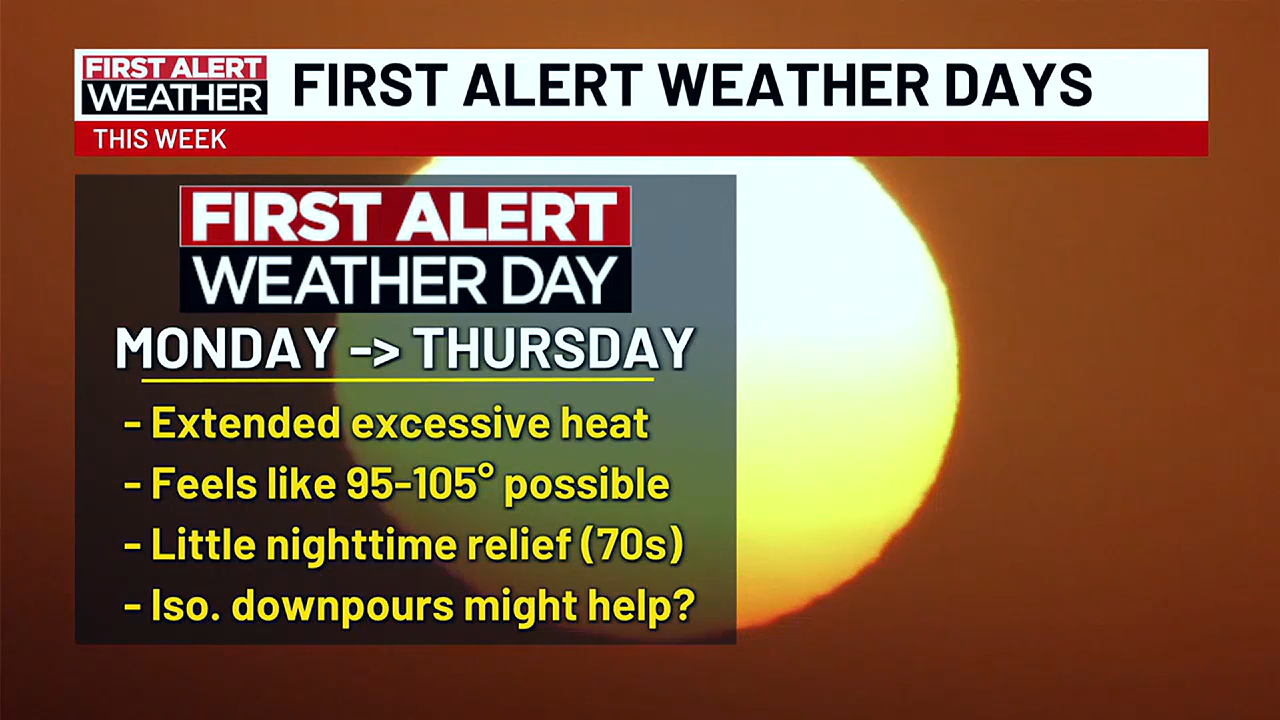 FIRST ALERT
WEATHER
FIRST ALERT WEATHER DAYS
THIS WEEK
FIRST ALERT
WEATHER DAY
MONDAY -> THURSDAY
- Extended excessive heat
- Feels like 95-105° possible
- Little nighttime relief (70s)
- Iso. downpours might help?